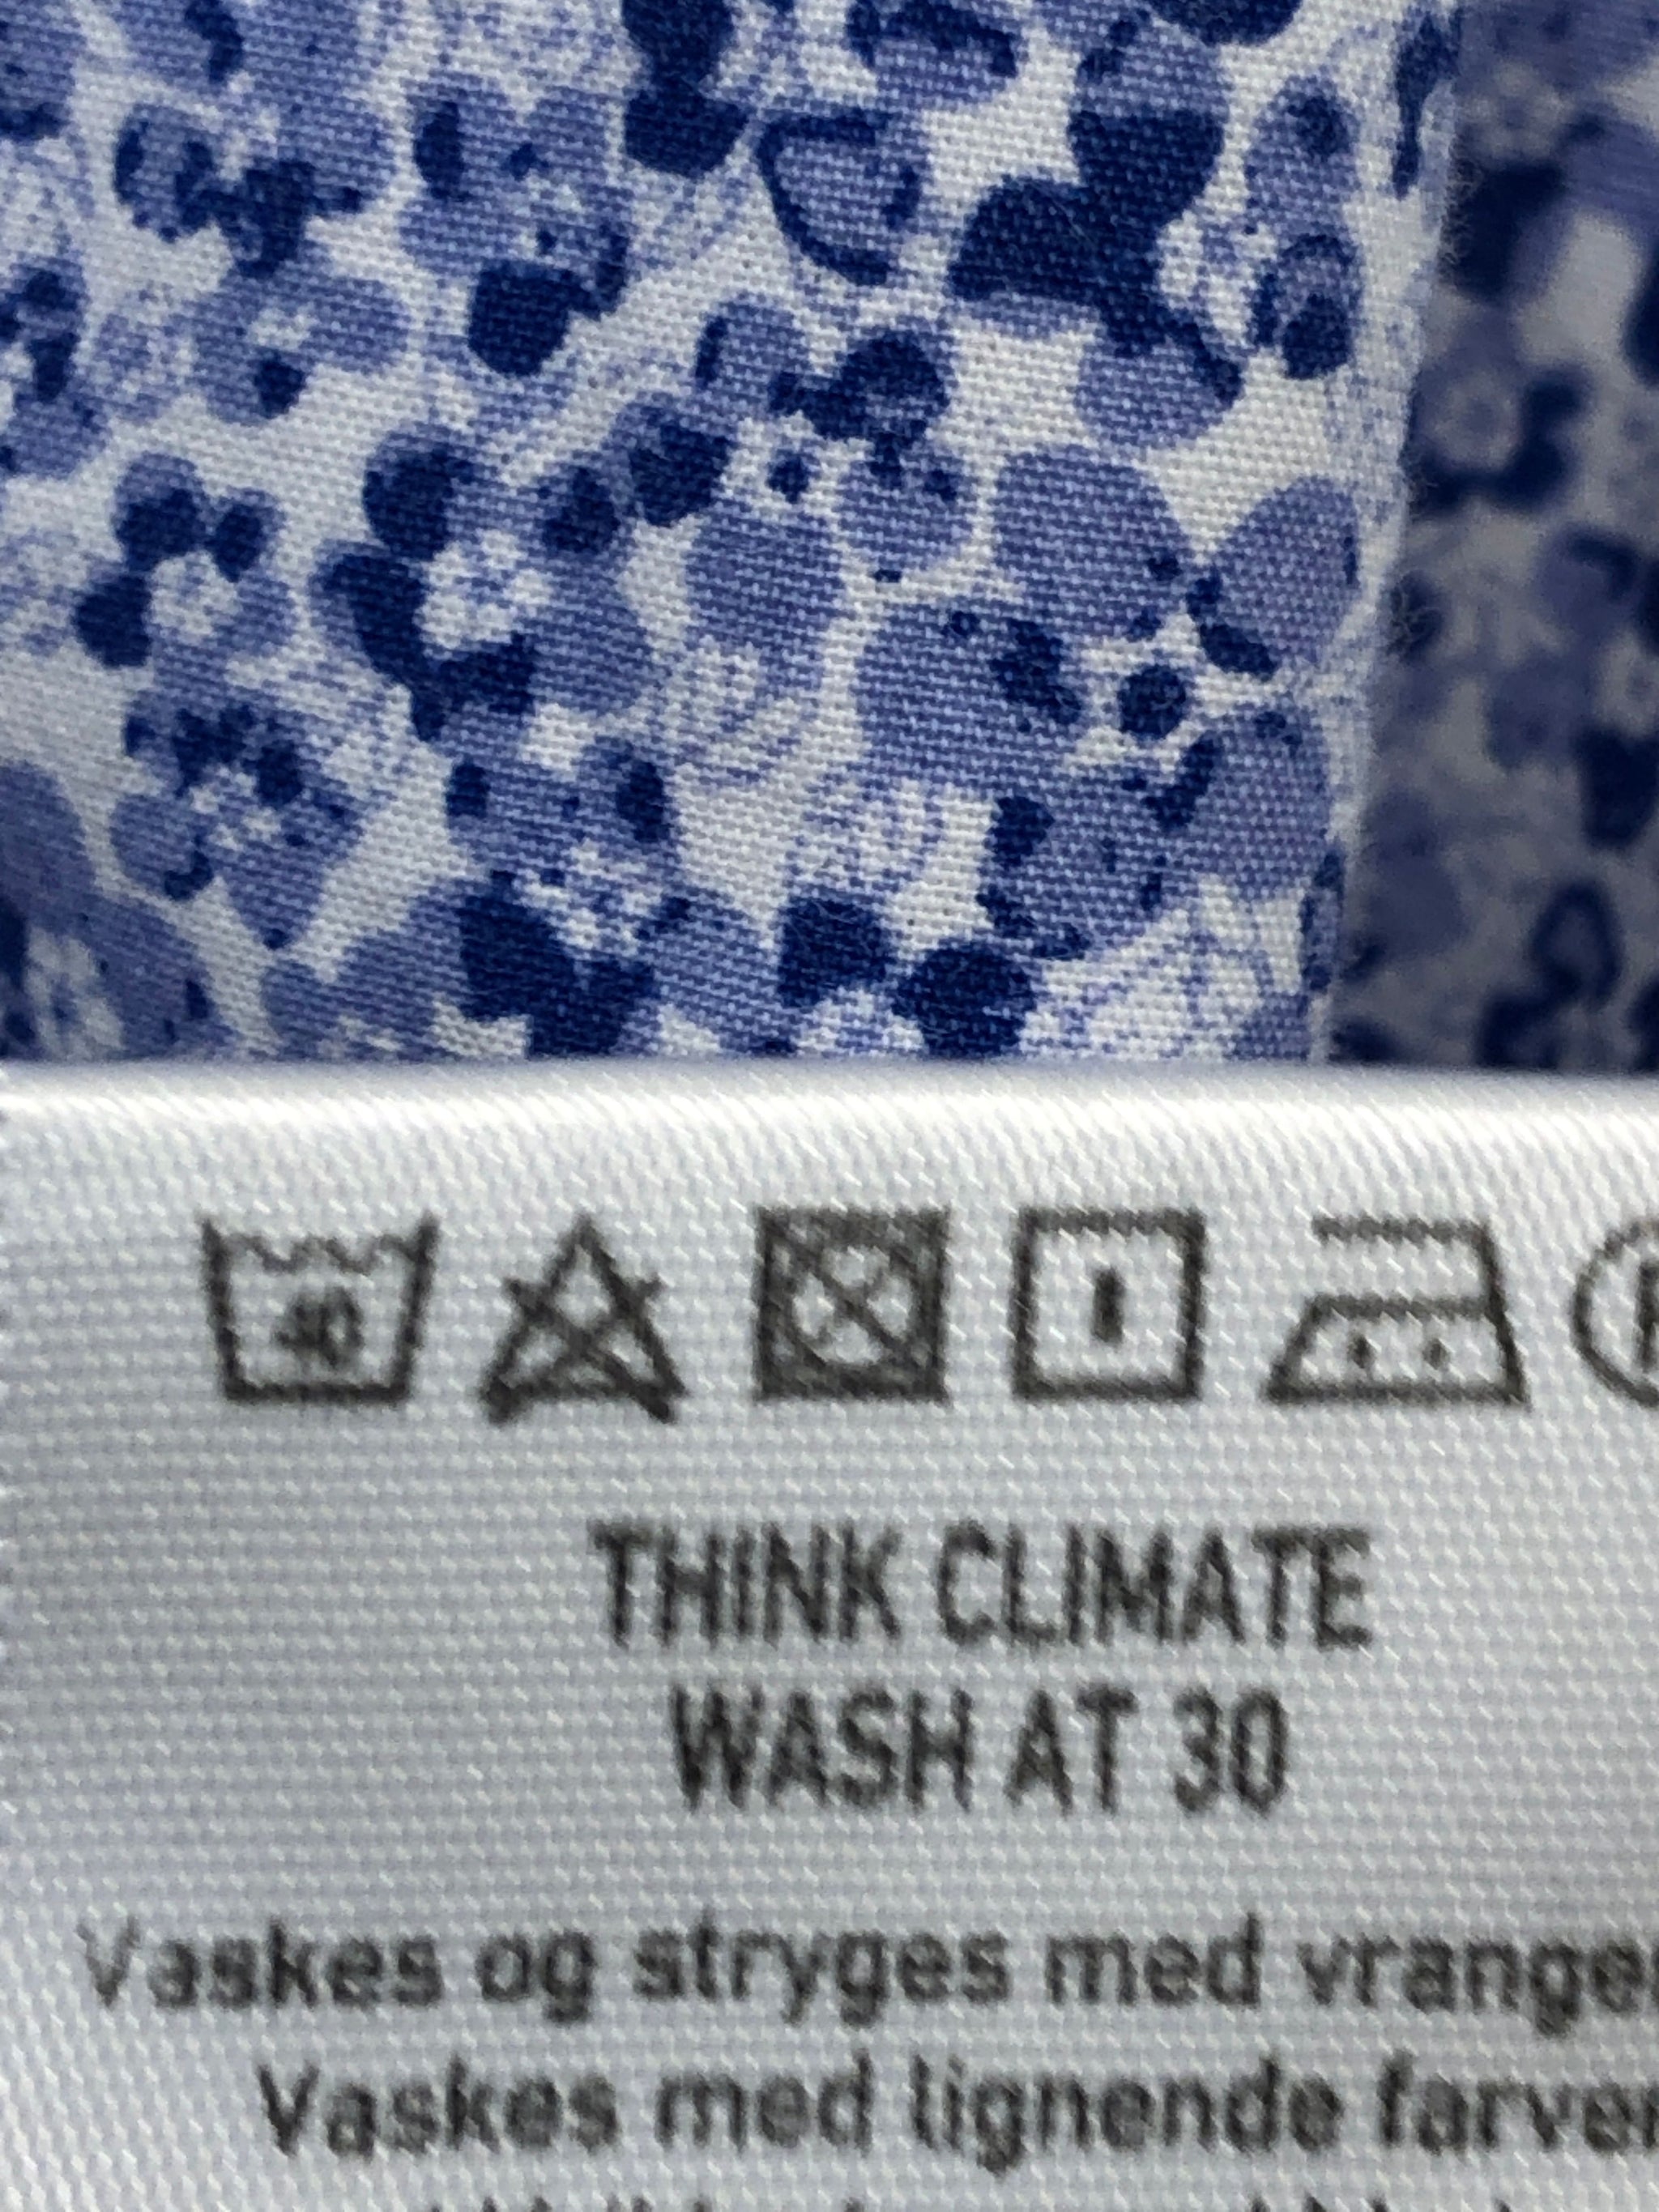 40
THINK CLIMATE
WASH AT 30
Vaskes og stryges med vrangen
Vaskes med lignende farver